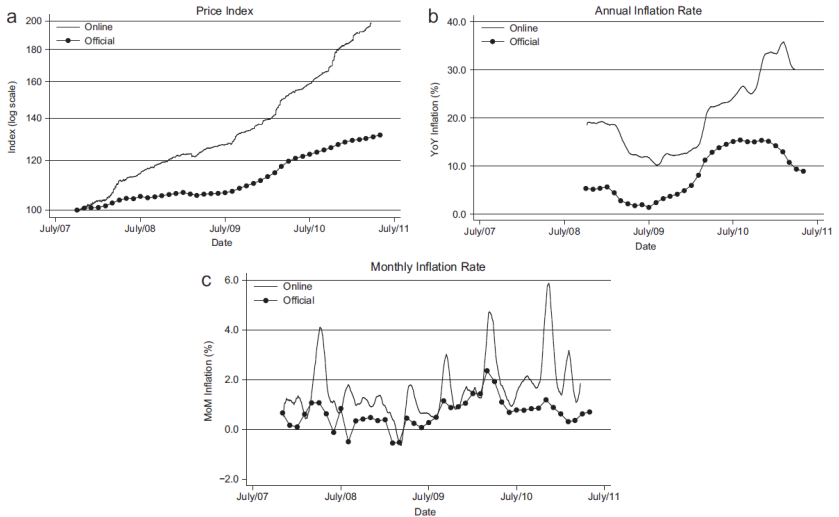 a
Price Index
Online
Official
Index (log scale)
200
180
160
140
120
100
July/07
July/08
July/09
July/10
July/11
Date
b
Annual Inflation Rate
Online
Official
YoY Inflation (%)
40.0
30.0
20.0
10.0
0.0
July/07
July/08
July/09
July/10
July/11
Date
c
Monthly Inflation Rate
Online
Official
MoM Inflation (%)
6.0
4.0
2.0
0.0
−2.0
July/07
July/08
July/09
July/10
July/11
Date